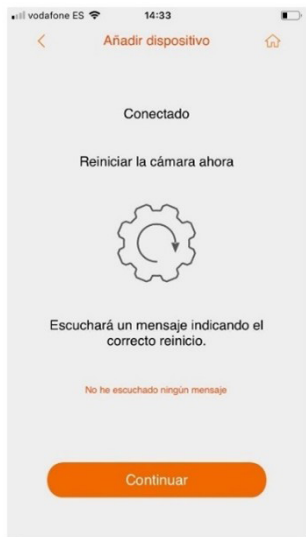 vodafone ES 14:33
Añadir dispositivo
Conectado
Reiniciar la cámara ahora
Escuchará un mensaje indicando el
correcto reinicio.
No he escuchado ningún mensaje
Continuar